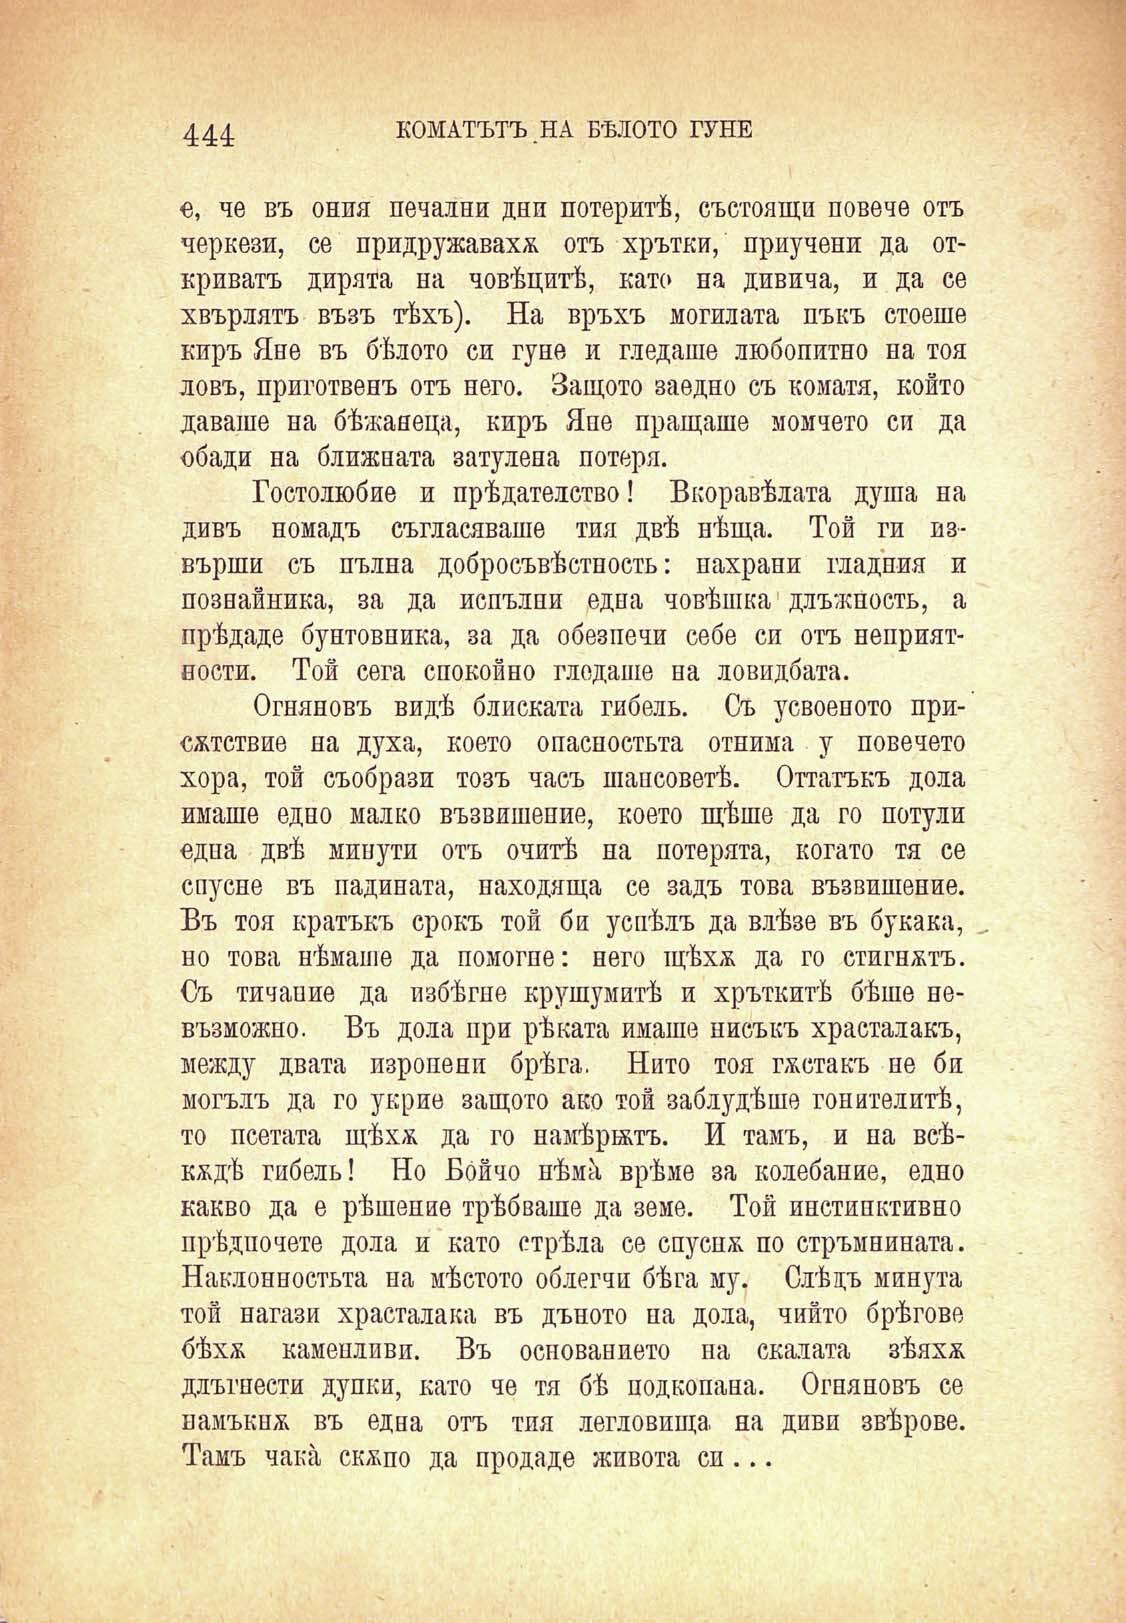 444 КОМАТЪТЪ НА БѢЛОТО ГУНЕ
е, че въ ония печални дни потеритѣ, състоящи повече отъ
черкези, се придружавахѫ отъ хрътки, приучени да от-
криватъ дирята на човѣцитѣ, като на дивича, и да се
хвърлятъ възъ тѣхъ). На връхъ могилата пъкъ стоеше
киръ Яне въ бѣлото си гуне и гледаше любопитно на тоя
ловъ, приготвенъ отъ него. Защото заедно съ коматя, който
даваше на бѣжанеца, киръ Яне пращаше момчето си да
обади на ближната затулена потеря.
Гостолюбие и прѣдателство! Вкоравѣлата душа на
дивъ номадъ съгласяваше тия двѣ нѣща. Той ги из-
върши съ пълна добросъвѣстность: нахрани гладния и
познайника, за да испълни една човѣшка длъжность, а
прѣдаде бунтовника, за да обезпечи себе си отъ неприят-
ности. Той сега спокойно гледаше на ловидбата.
Огняновъ видѣ блиската гибель. Съ усвоеното при-
сѫтствие на духа, което опасностьта отнима у повечето
хора, той съобрази тозъ часъ шансоветѣ. Оттатъкъ дола
имаше едно малко възвишение, което щѣше да го потули
една двѣ минути отъ очитѣ на потерята, когато тя се
спусне въ падината, находяща се задъ това възвишение.
Въ тоя кратъкъ срокъ той би успѣлъ да влѣзе въ букака,
но това нѣмаше да помогне: него щѣхѫ да го стигнѫтъ.
Съ тичание да избѣгне крушумитѣ и хръткитѣ бѣше не-
възможно. Въ дола при рѣката имаше нисъкъ храсталакъ,
между двата изронени брѣга. Нито тоя гѫстакъ не би
могълъ да го укрие защото ако той заблудѣше гонителитѣ,
то псетата щѣхѫ да го намѣрѭтъ. И тамъ, и на всѣ-
кѫдѣ гибель! Но Бойчо нѣма̀ врѣме за колебание, едно
какво да е рѣшение трѣбваше да земе. Той инстинктивно
прѣдпочете дола и като стрѣла се спуснѫ по стръмнината.
Наклонностьта на мѣстото облегчи бѣга му. Слѣдъ минута
той нагази храсталака въ дъното на дола, чийто брѣгове
бѣхѫ каменливи. Въ основанието на скалата зѣяхѫ
длъгнести дупки, като че тя бѣ подкопана. Огняновъ се
намъкнѫ въ една отъ тия легловища на диви звѣрове.
Тамъ чака̀ скѫпо да продаде живота си...